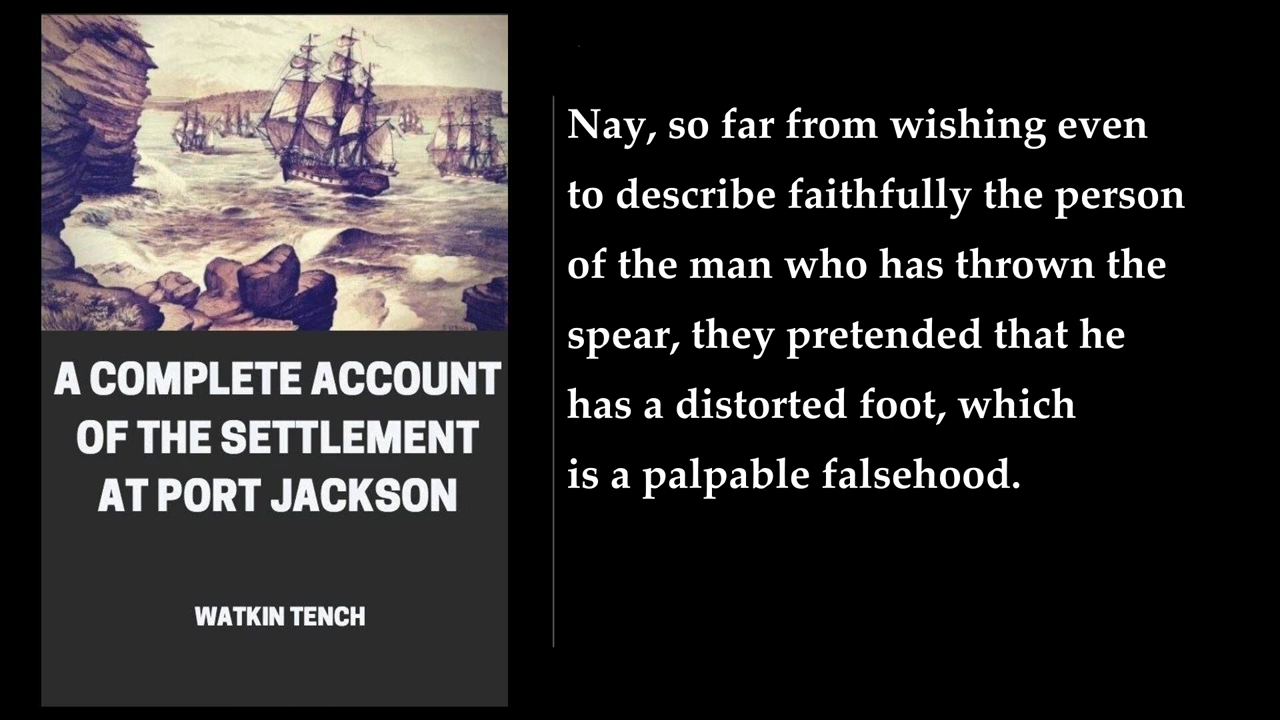 A COMPLETE ACCOUNT
OF THE SETTLEMENT
AT PORT JACKSON
WATKIN TENCH
Nay, so far from wishing even
to describe faithfully the person
of the man who has thrown the
spear, they pretended that he
has a distorted foot, which
is a palpable falsehood.